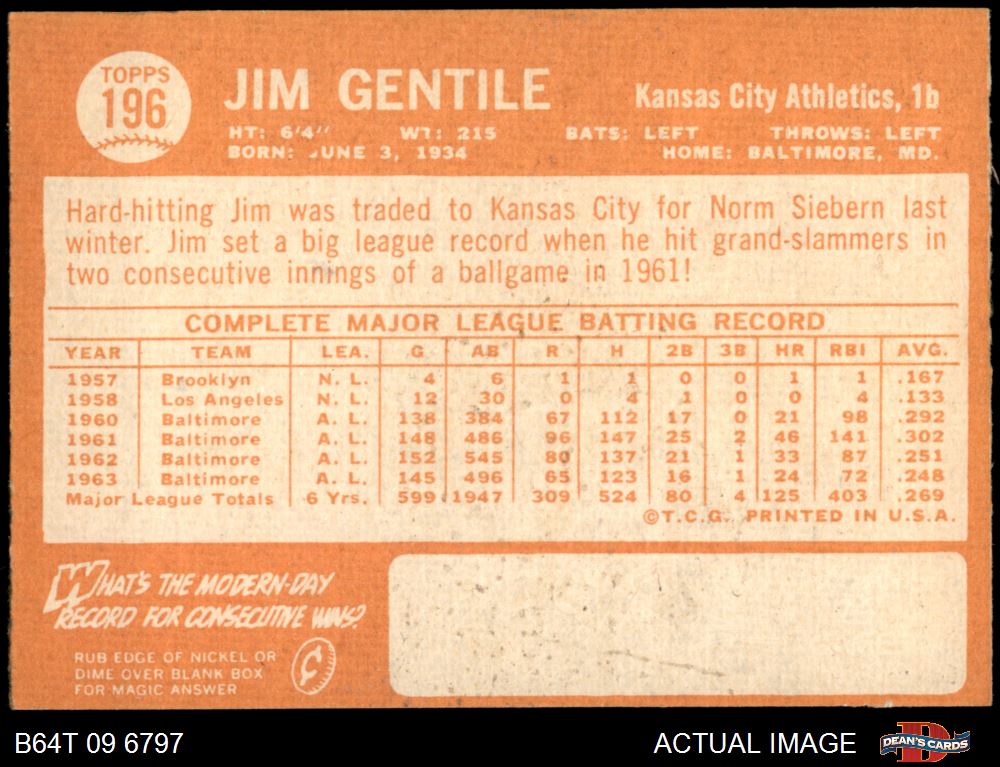 TOPPS
196
JIM GENTILE
Kansas City Athletics, 1b
HT: 6'4" WT: 215 BATS: LEFT THROWS: LEFT
BORN: JUNE 3, 1934 HOME: BALTIMORE, MD.
Hard-hitting Jim was traded to Kansas City for Norm Siebern last
winter. Jim set a big league record when he hit grand-slammers in
two consecutive innings of a ballgame in 1961!
COMPLETE MAJOR LEAGUE BATTING RECORD
YEAR TEAM LEA. G AB R H 2B 3B HR RBI AVG.
1957 Brooklyn N. L. 4 6 1 1 0 0 1 1 .167
1958 Los Angeles N. L. 12 30 0 4 1 0 0 4 .133
1960 Baltimore A. L. 138 384 67 112 17 0 21 98 .292
1961 Baltimore A. L. 148 486 96 147 25 2 46 141 .302
1962 Baltimore A. L. 152 545 80 137 21 1 33 87 .251
1963 Baltimore A. L. 145 496 65 123 16 1 24 72 .248
Major League Totals 6 Yrs. 599 1947 309 524 80 4 125 403 .269
©T.C.G. PRINTED IN U.S.A.
WHAT'S THE MODERN-DAY
RECORD FOR CONSECUTIVE WINS?
RUB EDGE OF NICKEL OR
DIME OVER BLANK BOX
FOR MAGIC ANSWER
¢
B64T 09 6797
ACTUAL IMAGE
D
DEAN'S CARDS